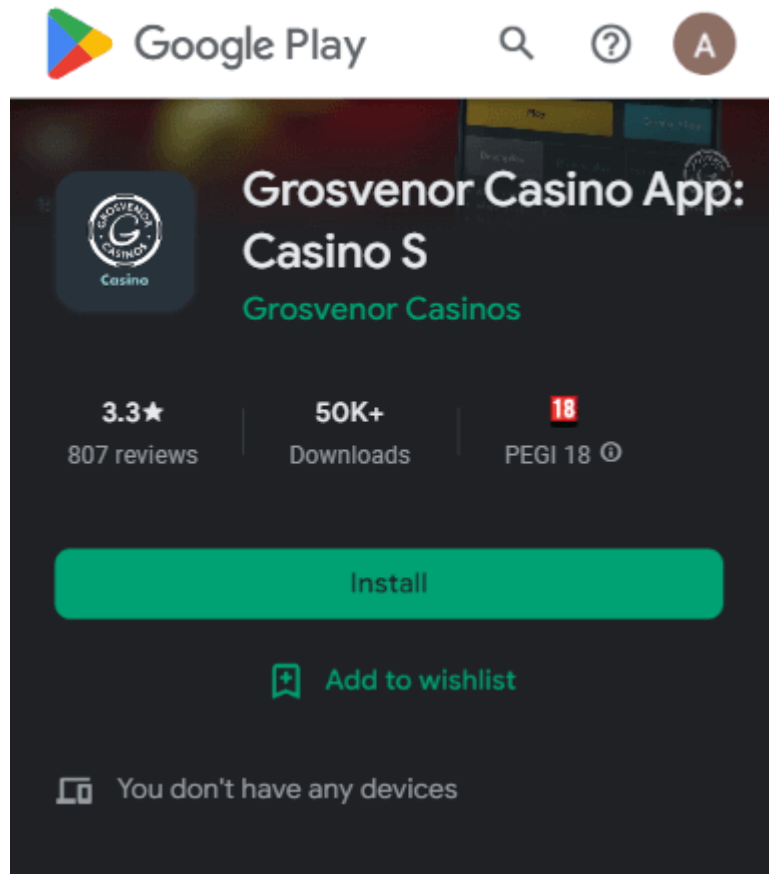 Google Play
A
Play
Grosvenor Casino App:
Casino S
GROSVENOR
G
CASINOS
Casino
Grosvenor Casinos
3.3★
50K+
18
807 reviews
Downloads
PEGI 18
Install
Add to wishlist
You don't have any devices